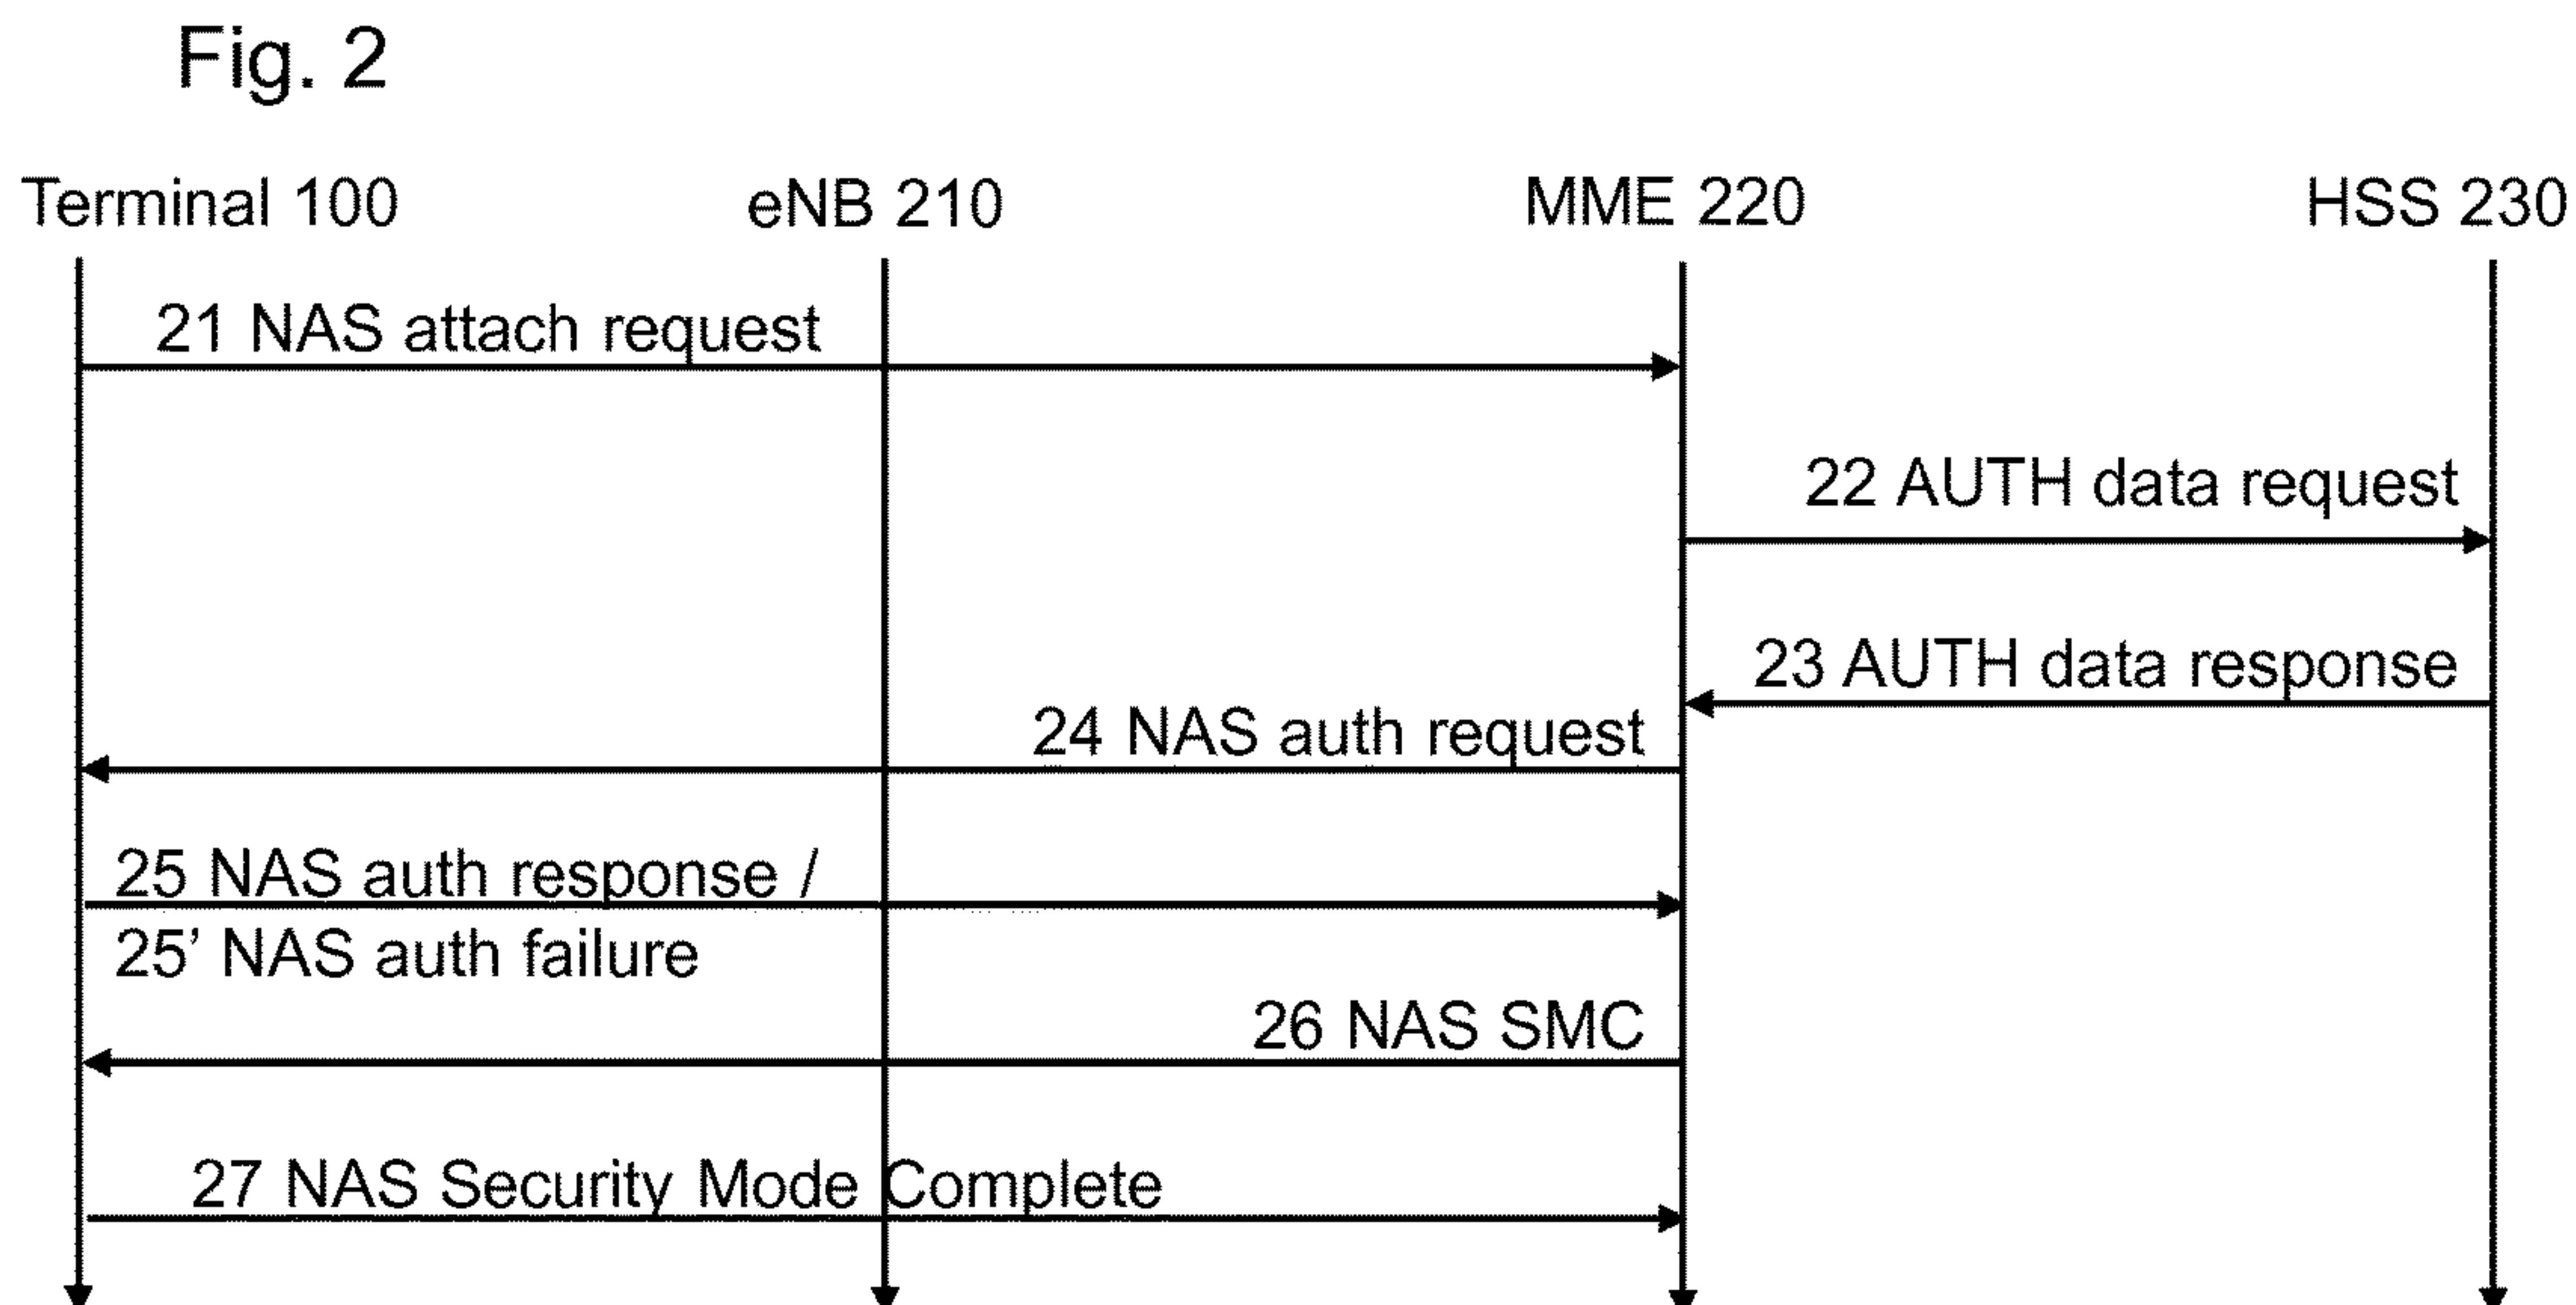 Fig. 2
Terminal 100 eNB 210 MME 220 HSS 230
21 NAS attach request
22 AUTH data request
23 AUTH data response
24 NAS auth request
25 NAS auth response /
25’ NAS auth failure
26 NAS SMC
27 NAS Security Mode Complete